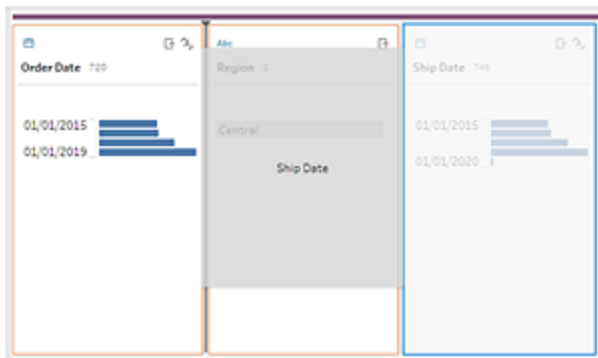 Order Date 720
01/01/2015
01/01/2019
Abc
Region 1
Central
Ship Date
Ship Date 746
01/01/2015
01/01/2020